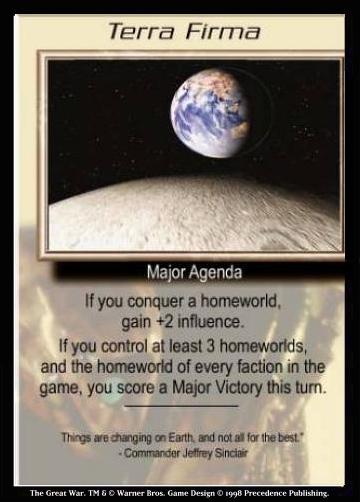 Terra Firma
Major Agenda
If you conquer a homeworld,
gain +2 influence.
If you control at least 3 homeworlds,
and the homeworld of every faction in the
game, you score a Major Victory this turn.
Things are changing on Earth, and not all for the best."
- Commander Jeffrey Sinclair
The Great War. TM & © Warner Bros. Game Design © 1998 Precedence Publishing.